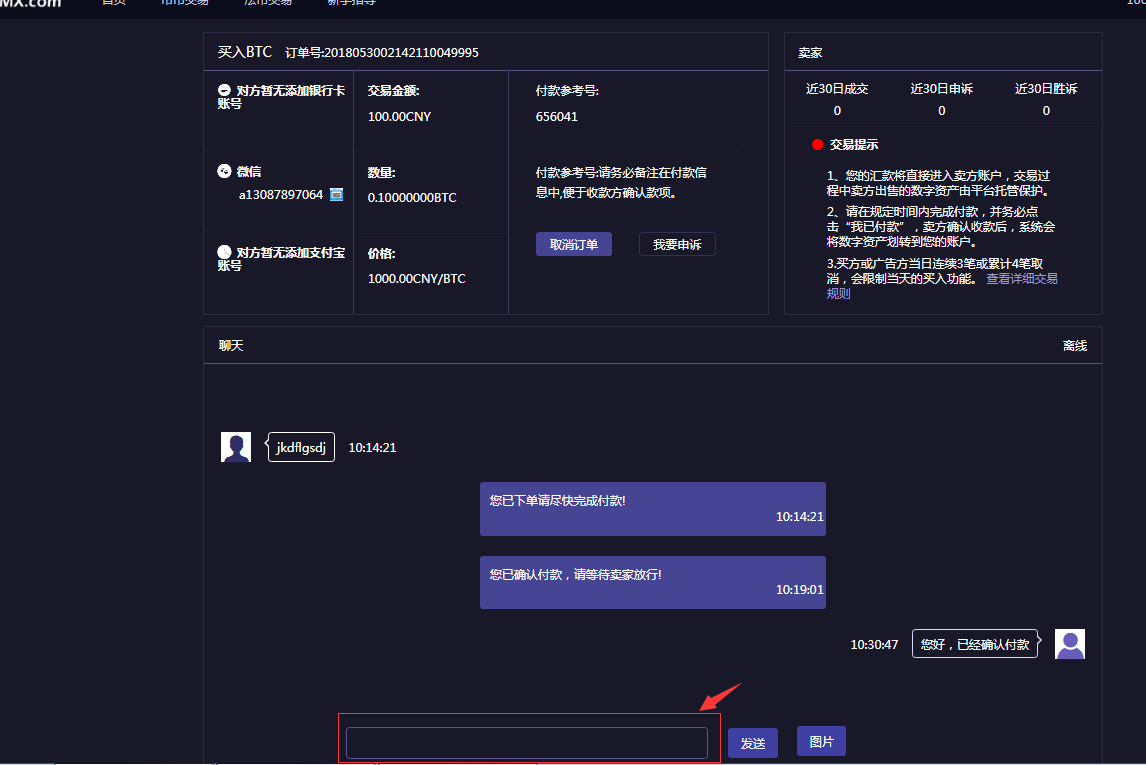 MX.com 首页 币币交易 法币交易 新手指导
买入BTC 订单号:2018053002142110049995
对方暂无添加银行卡
账号
交易金额:
100.00CNY
付款参考号:
656041
微信
a13087897064
数量:
0.10000000BTC
付款参考号:请务必备注在付款信
息中,便于收款方确认款项。
对方暂无添加支付宝
账号
价格:
1000.00CNY/BTC
取消订单 我要申诉
卖家
近30日成交 近30日申诉 近30日胜诉
0 0 0
交易提示
1、您的汇款将直接进入卖方账户，交易过
程中卖方出售的数字资产由平台托管保护。
2、请在规定时间内完成付款，并务必点
击“我已付款”，卖方确认收款后，系统会
将数字资产划转到您的账户。
3.买方或广告方当日连续3笔或累计4笔取
消，会限制当天的买入功能。 查看详细交易
规则
聊天 离线
jkdflgsdj 10:14:21
您已下单请尽快完成付款!
10:14:21
您已确认付款，请等待卖家放行!
10:19:01
10:30:47 您好，已经确认付款
发送 图片